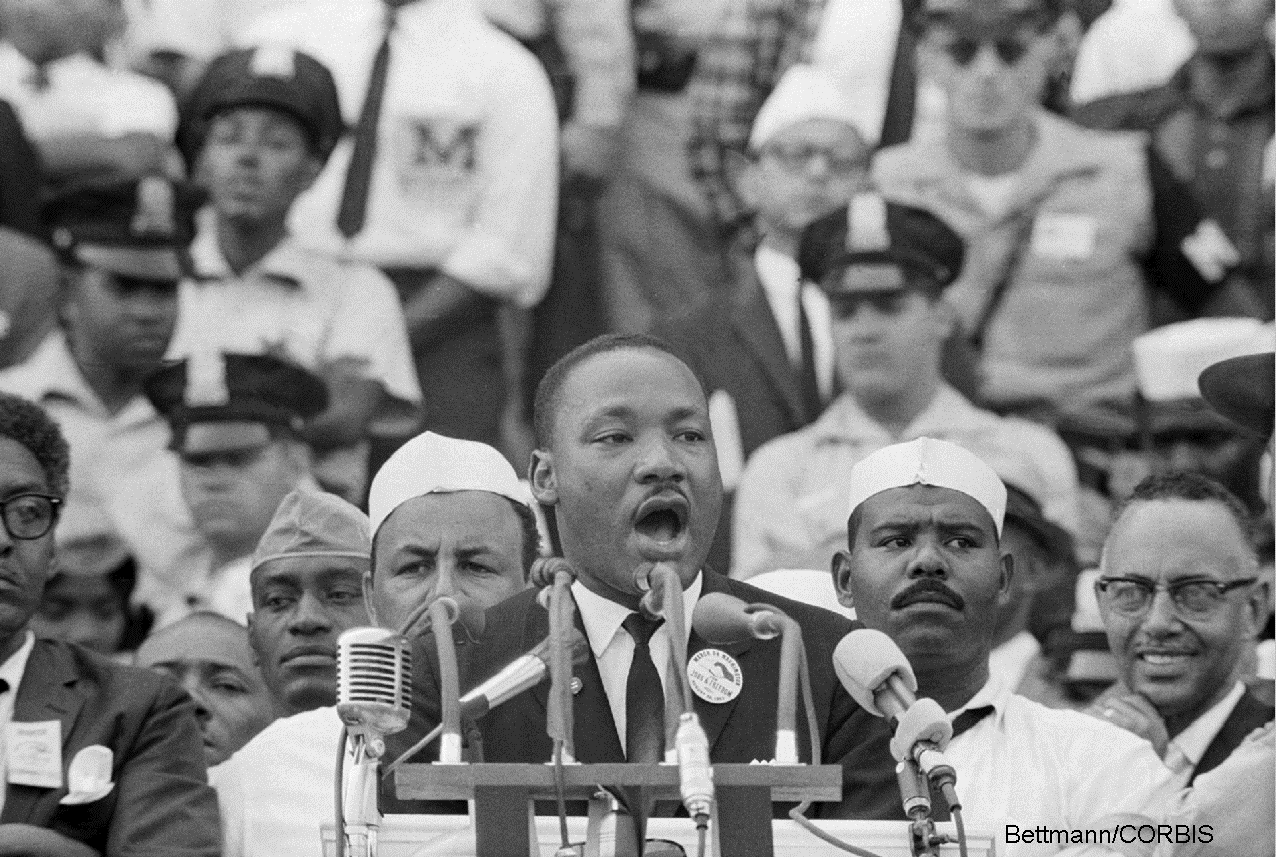 M
MARCH ON WASHINGTON
JOBS & FREEDOM
Bettmann/CORBIS